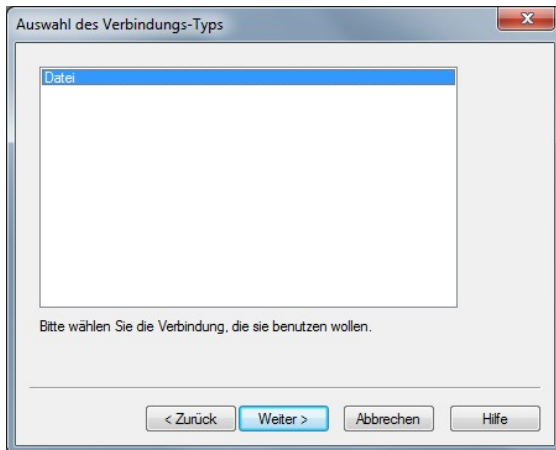 Auswahl des Verbindungs-Typs
Datei
Bitte wählen Sie die Verbindung, die sie benutzen wollen.
< Zurück Weiter > Abbrechen Hilfe